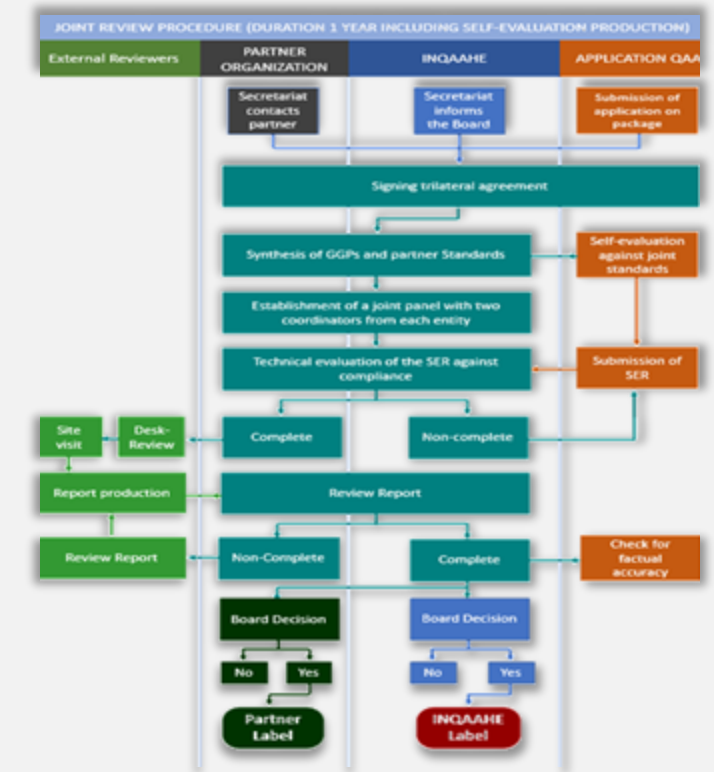 JOINT REVIEW PROCEDURE (DURATION 1 YEAR INCLUDING SELF-EVALUATION PRODUCTION)
External Reviewers
PARTNER
ORGANIZATION
INQAAHE
APPLICATION QAA
Secretariat
contacts
partner
Secretariat
informs
the Board
Submission of
application on
package
Signing trilateral agreement
Synthesis of GGPs and partner Standards
Self-evaluation
against joint
standards
Establishment of a joint panel with two
coordinators from each entity
Technical evaluation of the SER against
compliance
Submission of
SER
Site
visit
Desk-
Review
Complete
Non-complete
Report production
Review Report
Review Report
Non-Complete
Complete
Check for
factual
accuracy
Board Decision
Board Decision
No
Yes
No
Yes
Partner
Label
INQAAHE
Label